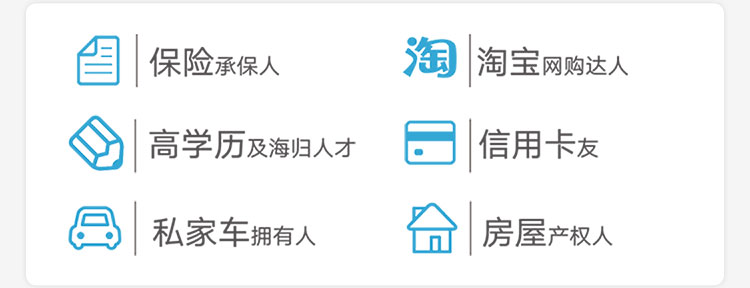 保险承保人
淘 淘宝网购达人
高学历及海归人才
信用卡友
私家车拥有人
房屋产权人